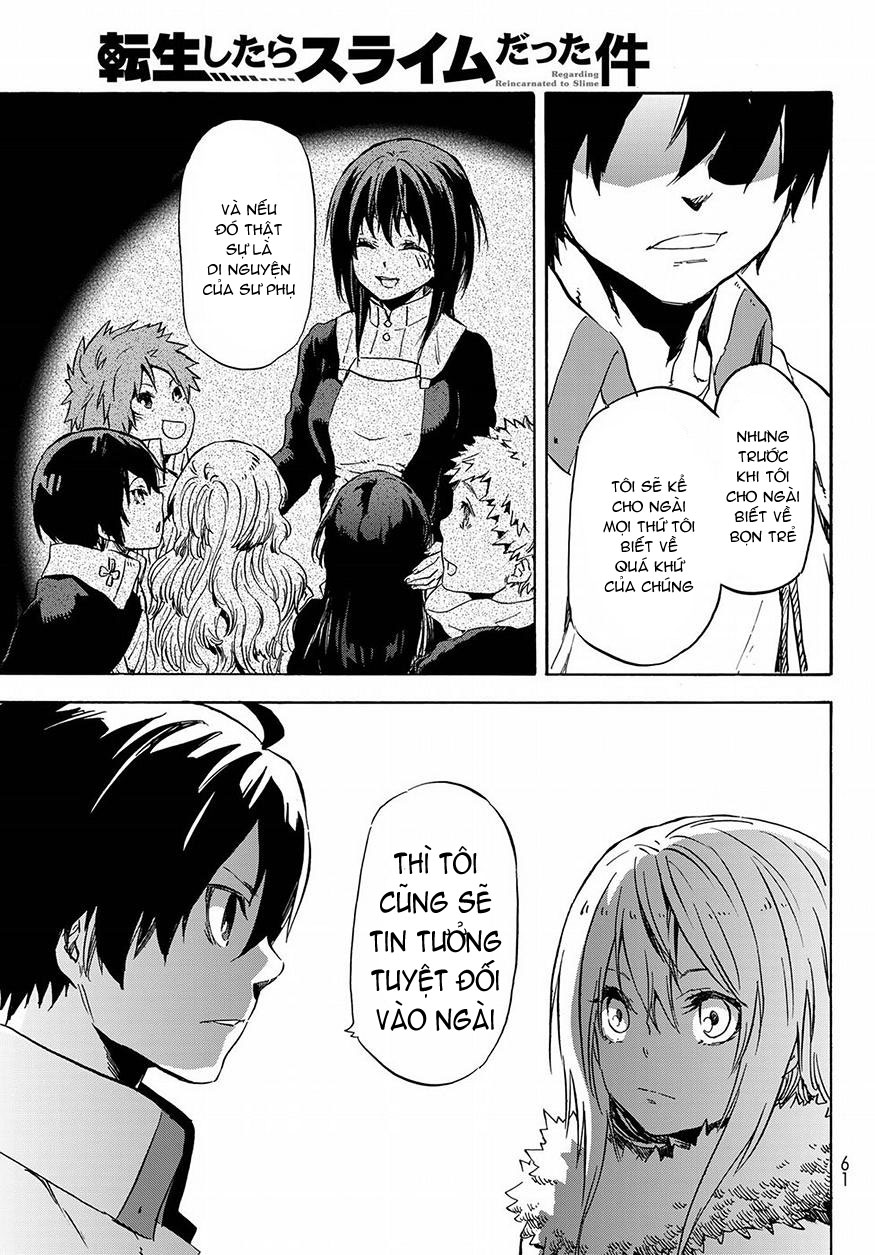 転生したらスライムだった件
Regarding
Reincarnated to Slime
NHƯNG
TRƯỚC
KHI TÔI
CHO NGÀI
BIẾT VỀ
BỌN TRẺ
TÔI SẼ KỂ
CHO NGÀI
MỌI THỨ TÔI
BIẾT VỀ
QUÁ KHỨ
CỦA CHÚNG
VÀ NẾU
ĐÓ THẬT
SỰ LÀ
DI NGUYỆN
CỦA SƯ PHỤ
THÌ TÔI
CŨNG SẼ
TIN TƯỞNG
TUYỆT ĐỐI
VÀO NGÀI
61